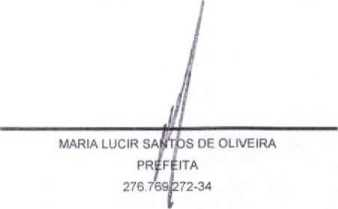 MARIA LUCIR SANTOS DE OLIVEIRA
PREFEITA
276.769.272-34